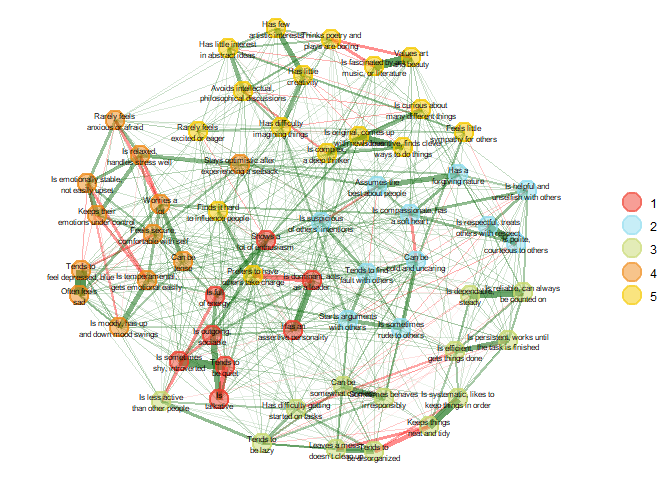 Has few
artistic interests
Thinks poetry and
plays are boring
Has little interest
in abstract ideas
Values art
and beauty
Is fascinated by art,
music, or literature
Has little
creativity
Avoids intellectual,
philosophical discussions
Is curious about
many different things
Rarely feels
anxious or afraid
Rarely feels
excited or eager
Has difficulty
imagining things
Is original, comes up
Is inventive, finds clever
ways to do things
Feels little
sympathy for others
Is relaxed,
handles stress well
Stays optimistic after
experiencing a setback
Is complex,
a deep thinker
Has a
forgiving nature
Is emotionally stable,
not easily upset
Assumes the
best about people
Is helpful and
unselfish with others
Worries a
lot
Keeps their
emotions under control
Finds it hard
to influence people
Is suspicious
of others' intentions
Is compassionate, has
a soft heart
Is respectful, treats
others with respect
Feels secure,
comfortable with self
Shows a
lot of enthusiasm
Is polite,
courteous to others
Can be
tense
Can be
cold and uncaring
Tends to
feel depressed, blue
Is temperamental,
gets emotional easily
Prefers to have
others take charge
Is dominant, acts
as a leader
Tends to find
fault with others
Often feels
sad
Is full
of energy
Is dependable,
steady
Is reliable, can always
be counted on
Is moody, has up
and down mood swings
Is outgoing,
sociable
Has an
assertive personality
Starts arguments
with others
Is sometimes
rude to others
Is persistent, works until
the task is finished
Is efficient,
gets things done
Is sometimes
shy, introverted
Tends to
be quiet
Can be
somewhat careless
Sometimes behaves
irresponsibly
Is systematic, likes to
keep things in order
Is less active
than other people
Is
talkative
Has difficulty getting
started on tasks
Keeps things
neat and tidy
Tends to
be lazy
Leaves a mess,
doesn't clean up
Tends to
be disorganized
1
2
3
4
5